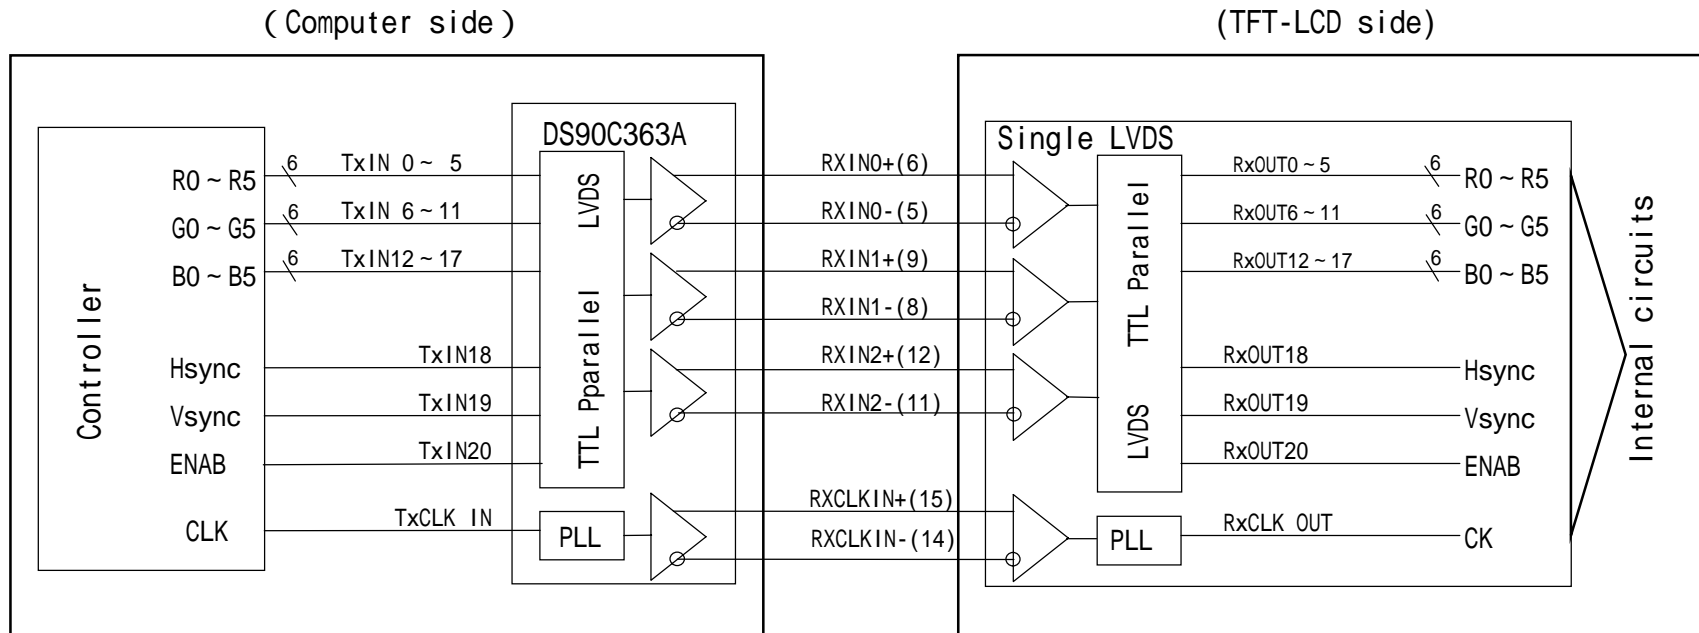 (Computer side)
(TFT-LCD side)
DS90C363A
Single LVDS
Controller
R0~R5
6
TxIN 0~ 5
G0~G5
6
TxIN 6~11
B0~B5
6
TxIN12~17
Hsync
TxIN18
Vsync
TxIN19
ENAB
TxIN20
CLK
TxCLK IN
TTL Pparallel LVDS
PLL
RXIN0+(6)
RXIN0-(5)
RXIN1+(9)
RXIN1-(8)
RXIN2+(12)
RXIN2-(11)
RXCLKIN+(15)
RXCLKIN-(14)
LVDS TTL Parallel
PLL
RxOUT0~5
6
R0~R5
RxOUT6~11
6
G0~G5
RxOUT12~17
6
B0~B5
RxOUT18
Hsync
RxOUT19
Vsync
RxOUT20
ENAB
RxCLK OUT
CK
Internal circuits